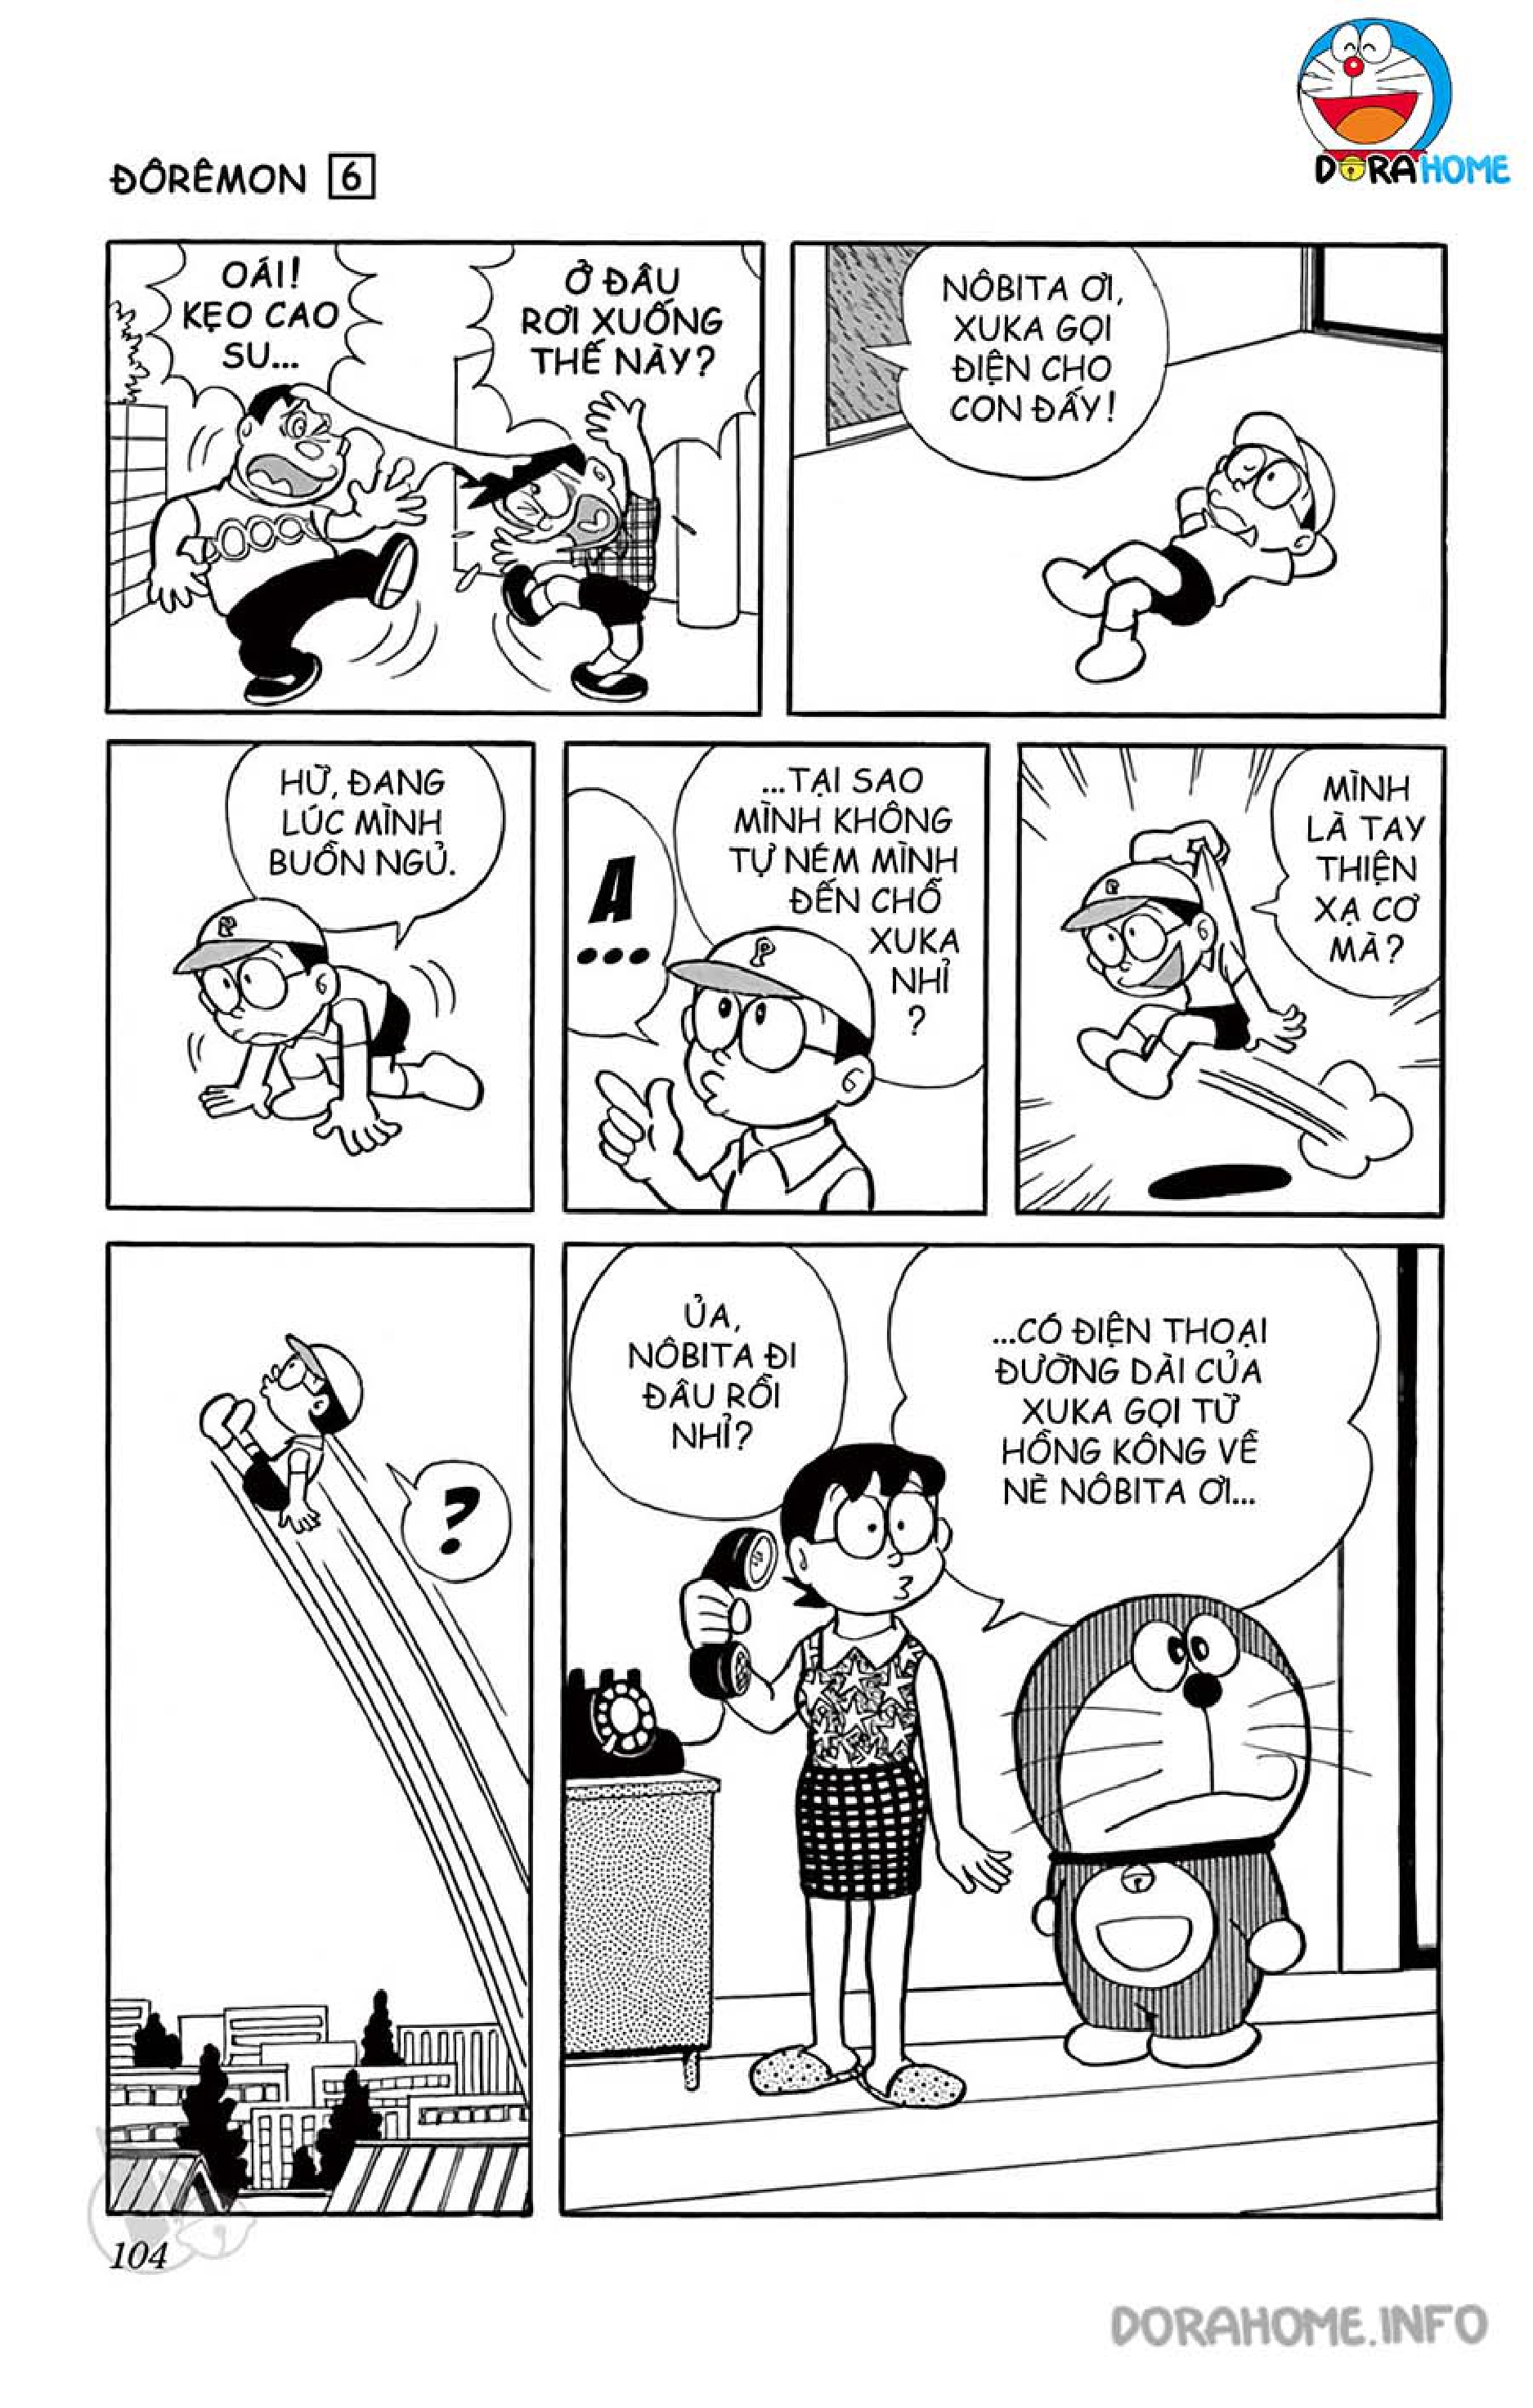 DORAHOME
ĐÔRÊMON 6
OÁI!
KẸO CAO
SU...
Ở ĐÂU
RƠI XUỐNG
THẾ NÀY?
NÔBITA ƠI,
XUKA GỌI
ĐIỆN CHO
CON ĐẤY!
HỪ, ĐANG
LÚC MÌNH
BUỒN NGỦ.
A
...
...TẠI SAO
MÌNH KHÔNG
TỰ NÉM MÌNH
ĐẾN CHỖ
XUKA
NHỈ
?
P
MÌNH
LÀ TAY
THIỆN
XẠ CƠ
MÀ?
?
ỦA,
NÔBITA ĐI
ĐÂU RỒI
NHỈ?
...CÓ ĐIỆN THOẠI
ĐƯỜNG DÀI CỦA
XUKA GỌI TỪ
HỒNG KÔNG VỀ
NÈ NÔBITA ƠI...
104
DORAHOME.INFO